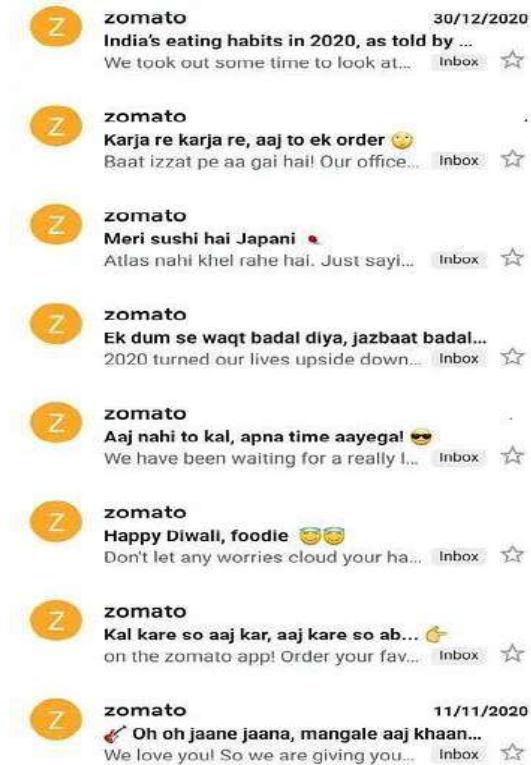 Z
zomato 30/12/2020
India's eating habits in 2020, as told by ...
We took out some time to look at... Inbox
Z
zomato
Karja re karja re, aaj to ek order 🙄
Baat izzat pe aa gai hai! Our office... Inbox
Z
zomato
Meri sushi hai Japani
Atlas nahi khel rahe hai. Just sayi... Inbox
Z
zomato
Ek dum se waqt badal diya, jazbaat badal...
2020 turned our lives upside down... Inbox
Z
zomato
Aaj nahi to kal, apna time aayega! 😎
We have been waiting for a really l... Inbox
Z
zomato
Happy Diwali, foodie 😇😇
Don't let any worries cloud your ha... Inbox
Z
zomato
Kal kare so aaj kar, aaj kare so ab... 👉
on the zomato app! Order your fav... Inbox
Z
zomato 11/11/2020
🎸 Oh oh jaane jaana, mangale aaj khaan...
We love you! So we are giving you... Inbox